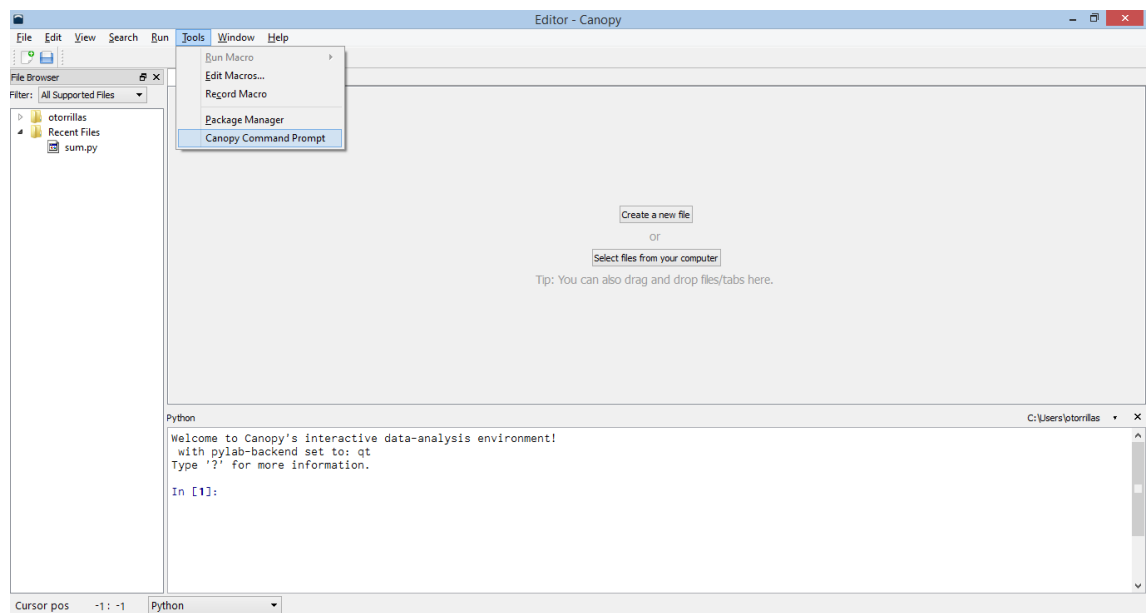 Editor - Canopy
File Edit View Search Run Tools Window Help
Run Macro
Edit Macros...
Record Macro
Package Manager
Canopy Command Prompt
File Browser
Filter: All Supported Files
otorrillas
Recent Files
sum.py
Create a new file
or
Select files from your computer
Tip: You can also drag and drop files/tabs here.
Python C:\Users\otorrillas
Welcome to Canopy's interactive data-analysis environment!
with pylab-backend set to: qt
Type '?' for more information.
In [1]:
Cursor pos -1 : -1 Python